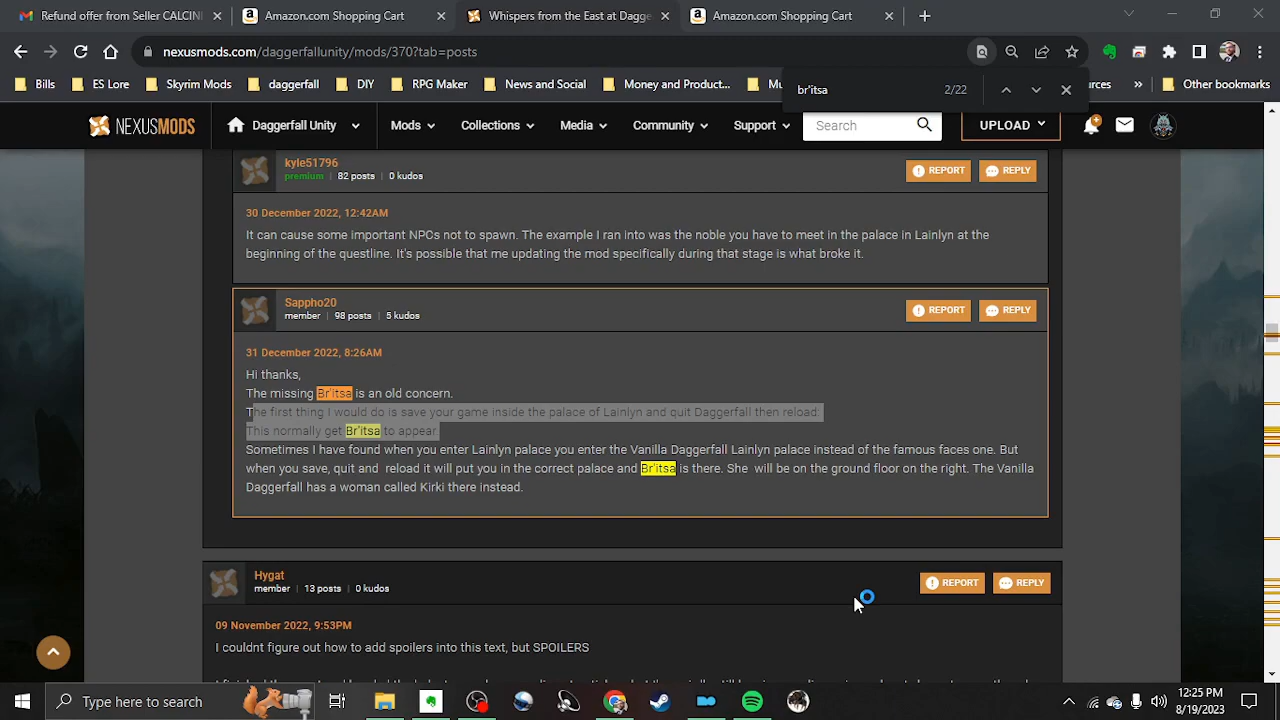 Refund offer from Seller CALCINI
Amazon.com Shopping Cart
Whispers from the East at Dagge
Amazon.com Shopping Cart
nexusmods.com/daggerfallunity/mods/370?tab=posts
Bills
ES Lore
Skyrim Mods
daggerfall
DIY
RPG Maker
News and Social
Money and Product...
Other bookmarks
br'itsa
2/22
NEXUSMODS
Daggerfall Unity
Mods
Collections
Media
Community
Support
Search
UPLOAD
kyle51796
premium | 82 posts | 0 kudos
REPORT
REPLY
30 December 2022, 12:42AM
It can cause some important NPCs not to spawn. The example I ran into was the noble you have to meet in the palace in Lainlyn at the
beginning of the questline. It's possible that me updating the mod specifically during that stage is what broke it.
Sappho20
| 98 posts | 5 kudos
REPORT
REPLY
31 December 2022, 8:26AM
Hi thanks,
The missing Br'itsa is an old concern.
The first thing I would do is save your game inside the palace of Lainlyn and quit Daggerfall then reload:
This normally get Br'itsa to appear
Sometimes I have found when you enter Lainlyn palace you enter the Vanilla Daggerfall Lainlyn palace instead of the famous faces one. But
when you save, quit and reload it will put you in the correct palace and Br'itsa is there. She will be on the ground floor on the right. The Vanilla
Daggerfall has a woman called Kirki there instead.
Hygat
member | 13 posts | 0 kudos
REPORT
REPLY
09 November 2022, 9:53PM
I couldnt figure out how to add spoilers into this text, but SPOILERS
Type here to search
12:25 PM
8/19/2023